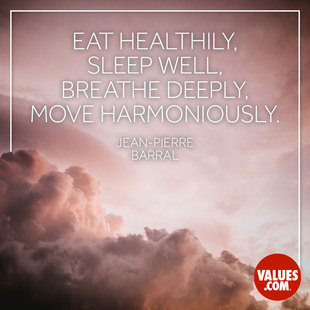 EAT HEALTHILY,
SLEEP WELL,
BREATHE DEEPLY,
MOVE HARMONIOUSLY.
JEAN-PIERRE
BARRAL
VALUES
.COM